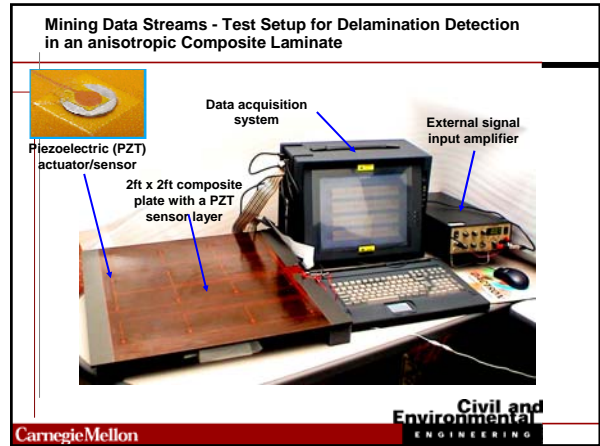 Mining Data Streams - Test Setup for Delamination Detection
in an anisotropic Composite Laminate
Data acquisition
system
External signal
input amplifier
Piezoelectric (PZT)
actuator/sensor
2ft x 2ft composite
plate with a PZT
sensor layer
Civil and
Environmental
ENGINEERING
Carnegie Mellon